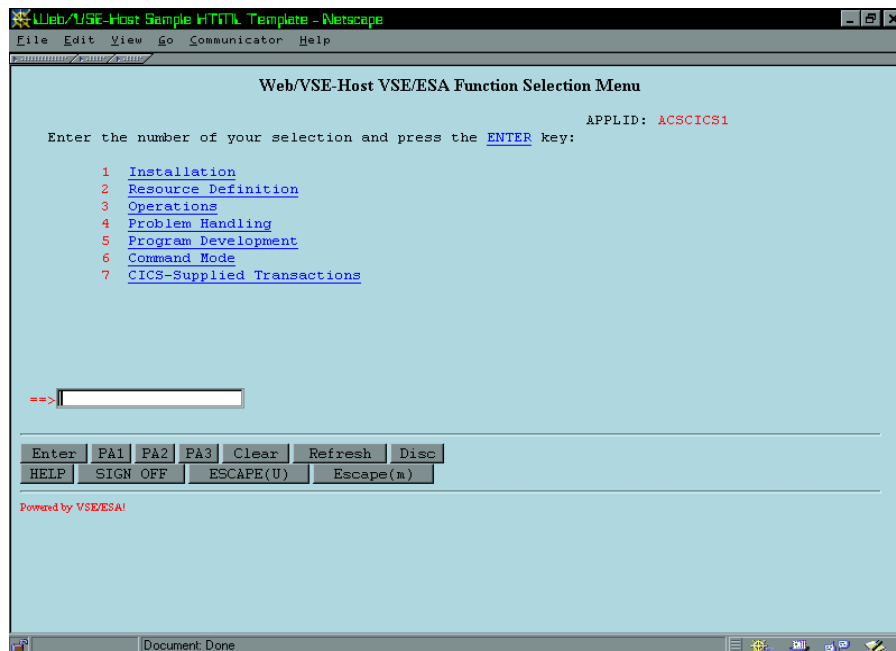 Web/VSE-Host Sample HTML Template - Netscape
File Edit View Go Communicator Help
Web/VSE-Host VSE/ESA Function Selection Menu
APPLID: ACSCICS1
Enter the number of your selection and press the ENTER key:
1 Installation
2 Resource Definition
3 Operations
4 Problem Handling
5 Program Development
6 Command Mode
7 CICS-Supplied Transactions
==>
Enter PA1 PA2 PA3 Clear Refresh Disc
HELP SIGN OFF ESCAPE(U) Escape(m)
Powered by VSE/ESA!
Document: Done